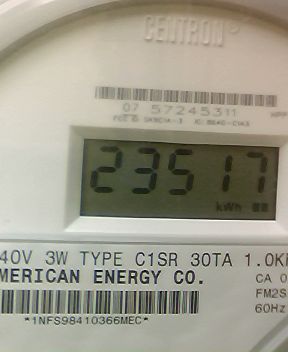 CENTRON
07 57245311
23517
kWh
40V 3W TYPE C1SR 30TA 1.0K
MERICAN ENERGY CO.
CA 0
FM2S
*1NFS98410366MEC*
60Hz